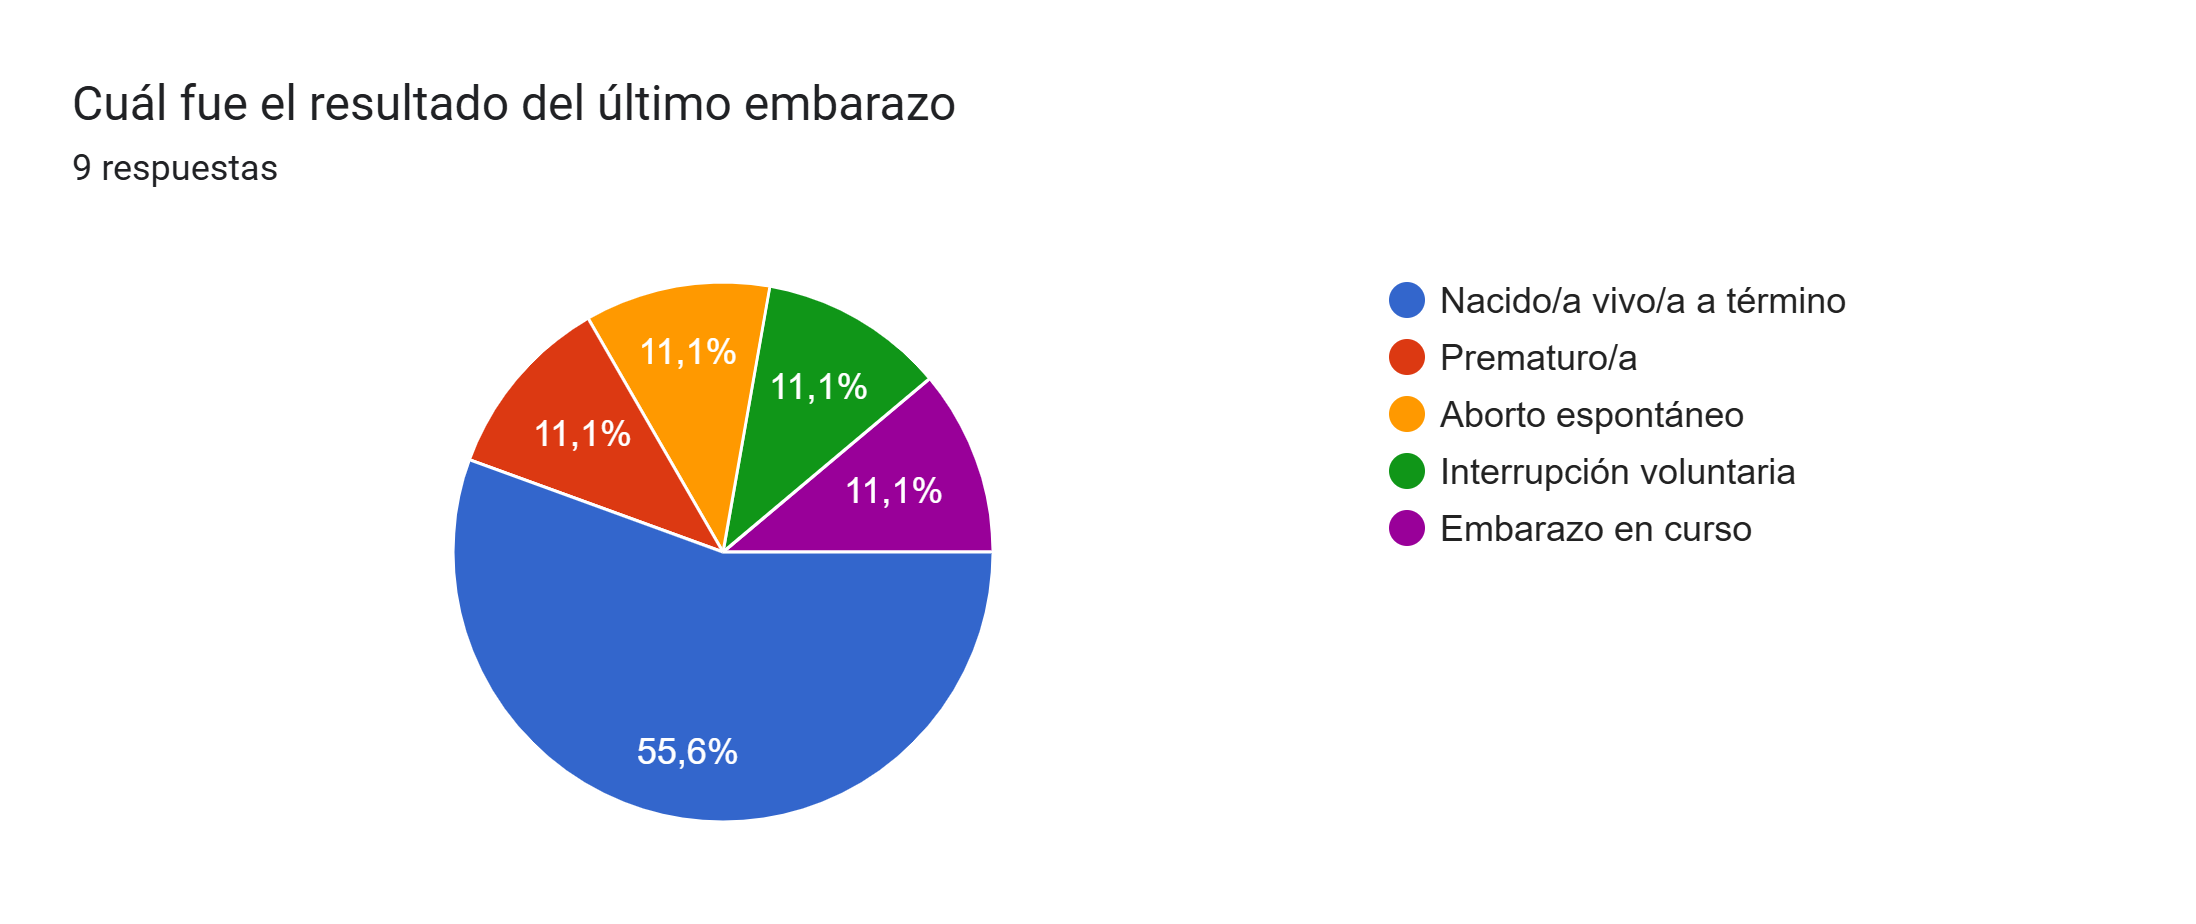 Cuál fue el resultado del último embarazo
9 respuestas
11,1%
11,1%
11,1%
11,1%
55,6%
Nacido/a vivo/a a término
Prematuro/a
Aborto espontáneo
Interrupción voluntaria
Embarazo en curso